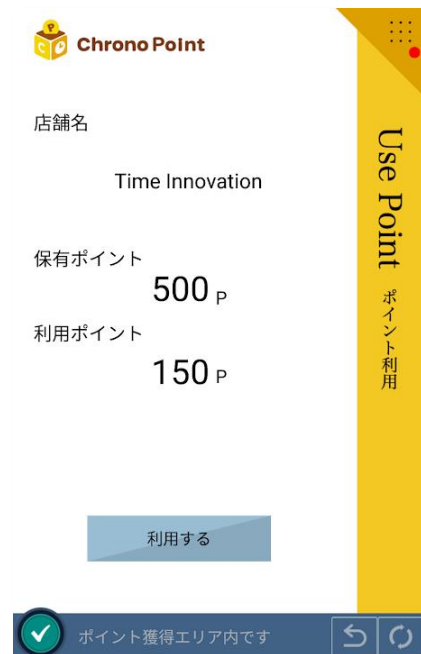 Chrono Point
店舗名
Time Innovation
保有ポイント
500 P
利用ポイント
150 P
利用する
Use Point ポイント利用
ポイント獲得エリア内です